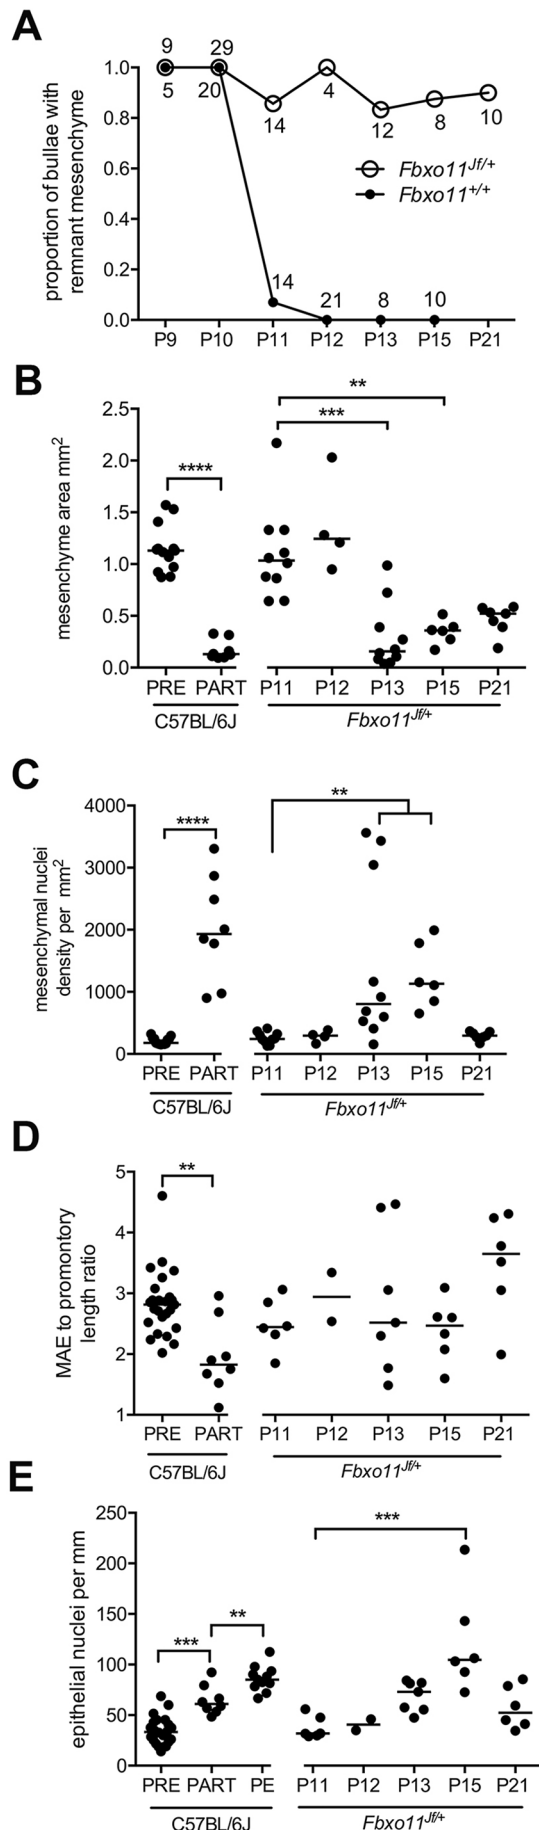 A
9 29
5 20 14 4 12 8 10
14 21 8 10
proportion of bullae with
remnant mesenchyme
1.0
0.8
0.6
0.4
0.2
0.0
Fbxo11Jf/+
Fbxo11+/+
P9 P10 P11 P12 P13 P15 P21
B
mesenchyme area mm2
2.5
2.0
1.5
1.0
0.5
0.0
**
***
****
PRE PART P11 P12 P13 P15 P21
C57BL/6J Fbxo11Jf/+
C
mesenchymal nuclei
density per mm2
4000
3000
2000
1000
0
**
****
PRE PART P11 P12 P13 P15 P21
C57BL/6J Fbxo11Jf/+
D
MAE to promontory
length ratio
5
4
3
2
1
**
PRE PART P11 P12 P13 P15 P21
C57BL/6J Fbxo11Jf/+
E
epithelial nuclei per mm
250
200
150
100
50
0
***
**
***
PRE PART PE P11 P12 P13 P15 P21
C57BL/6J Fbxo11Jf/+